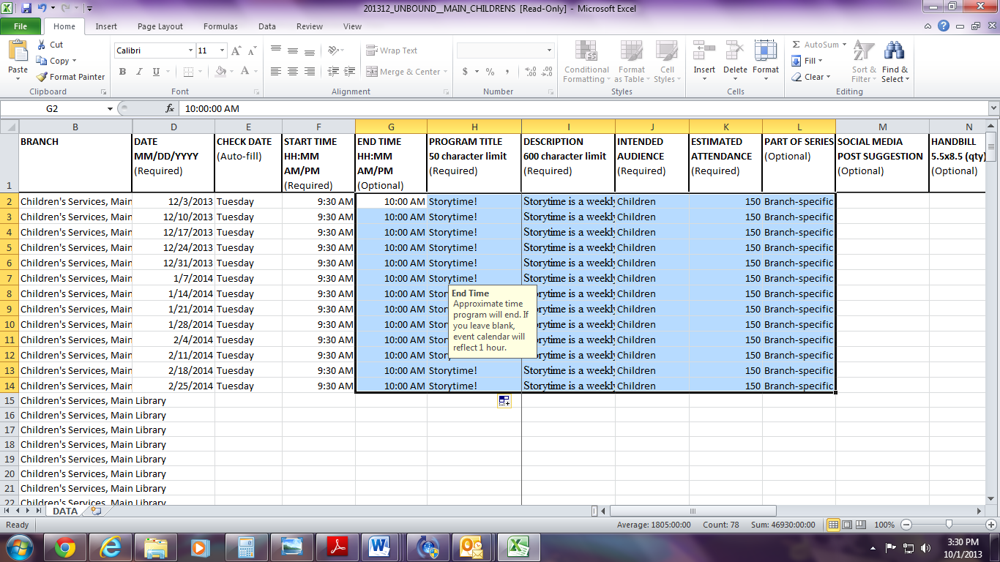 201312_UNBOUND__MAIN_CHILDRENS [Read-Only] - Microsoft Excel
File Home Insert Page Layout Formulas Data Review View
Paste
Cut
Copy
Format Painter
Clipboard
Calibri 11
B I U
Font
Wrap Text
Merge & Center
Alignment
$ % ,
Number
Conditional Formatting
Format as Table
Cell Styles
Styles
Insert Delete Format
Cells
AutoSum
Fill
Clear
Sort & Filter
Find & Select
Editing
G2 fx 10:00:00 AM
B D E F G H I J K L M N
1
BRANCH
DATE
MM/DD/YYYY
(Required)
CHECK DATE
(Auto-fill)
START TIME
HH:MM
AM/PM
(Required)
END TIME
HH:MM
AM/PM
(Optional)
PROGRAM TITLE
50 character limit
(Required)
DESCRIPTION
600 character limit
(Required)
INTENDED
AUDIENCE
(Required)
ESTIMATED
ATTENDANCE
(Required)
PART OF SERIES
(Optional)
SOCIAL MEDIA
POST SUGGESTION
(Optional)
HANDBILL
5.5x8.5 (qty)
(Optional)
2 Children's Services, Main 12/3/2013 Tuesday 9:30 AM 10:00 AM Storytime! Storytime is a weekly Children 150 Branch-specific
3 Children's Services, Main 12/10/2013 Tuesday 9:30 AM 10:00 AM Storytime! Storytime is a weekly Children 150 Branch-specific
4 Children's Services, Main 12/17/2013 Tuesday 9:30 AM 10:00 AM Storytime! Storytime is a weekly Children 150 Branch-specific
5 Children's Services, Main 12/24/2013 Tuesday 9:30 AM 10:00 AM Storytime! Storytime is a weekly Children 150 Branch-specific
6 Children's Services, Main 12/31/2013 Tuesday 9:30 AM 10:00 AM Storytime! Storytime is a weekly Children 150 Branch-specific
7 Children's Services, Main 1/7/2014 Tuesday 9:30 AM 10:00 AM Storytime! Storytime is a weekly Children 150 Branch-specific
8 Children's Services, Main 1/14/2014 Tuesday 9:30 AM 10:00 AM Stor rytime is a weekly Children 150 Branch-specific
9 Children's Services, Main 1/21/2014 Tuesday 9:30 AM 10:00 AM Stor rytime is a weekly Children 150 Branch-specific
10 Children's Services, Main 1/28/2014 Tuesday 9:30 AM 10:00 AM Stor rytime is a weekly Children 150 Branch-specific
11 Children's Services, Main 2/4/2014 Tuesday 9:30 AM 10:00 AM Stor rytime is a weekly Children 150 Branch-specific
12 Children's Services, Main 2/11/2014 Tuesday 9:30 AM 10:00 AM Stor rytime is a weekly Children 150 Branch-specific
13 Children's Services, Main 2/18/2014 Tuesday 9:30 AM 10:00 AM Storytime! Storytime is a weekly Children 150 Branch-specific
14 Children's Services, Main 2/25/2014 Tuesday 9:30 AM 10:00 AM Storytime! Storytime is a weekly Children 150 Branch-specific
End Time
Approximate time
program will end. If
you leave blank,
event calendar will
reflect 1 hour.
15 Children's Services, Main Library
16 Children's Services, Main Library
17 Children's Services, Main Library
18 Children's Services, Main Library
19 Children's Services, Main Library
20 Children's Services, Main Library
21 Children's Services, Main Library
22 Children's Services, Main Library
DATA
Ready Average: 1805:00:00 Count: 78 Sum: 46930:00:00 100%
3:30 PM
10/1/2013